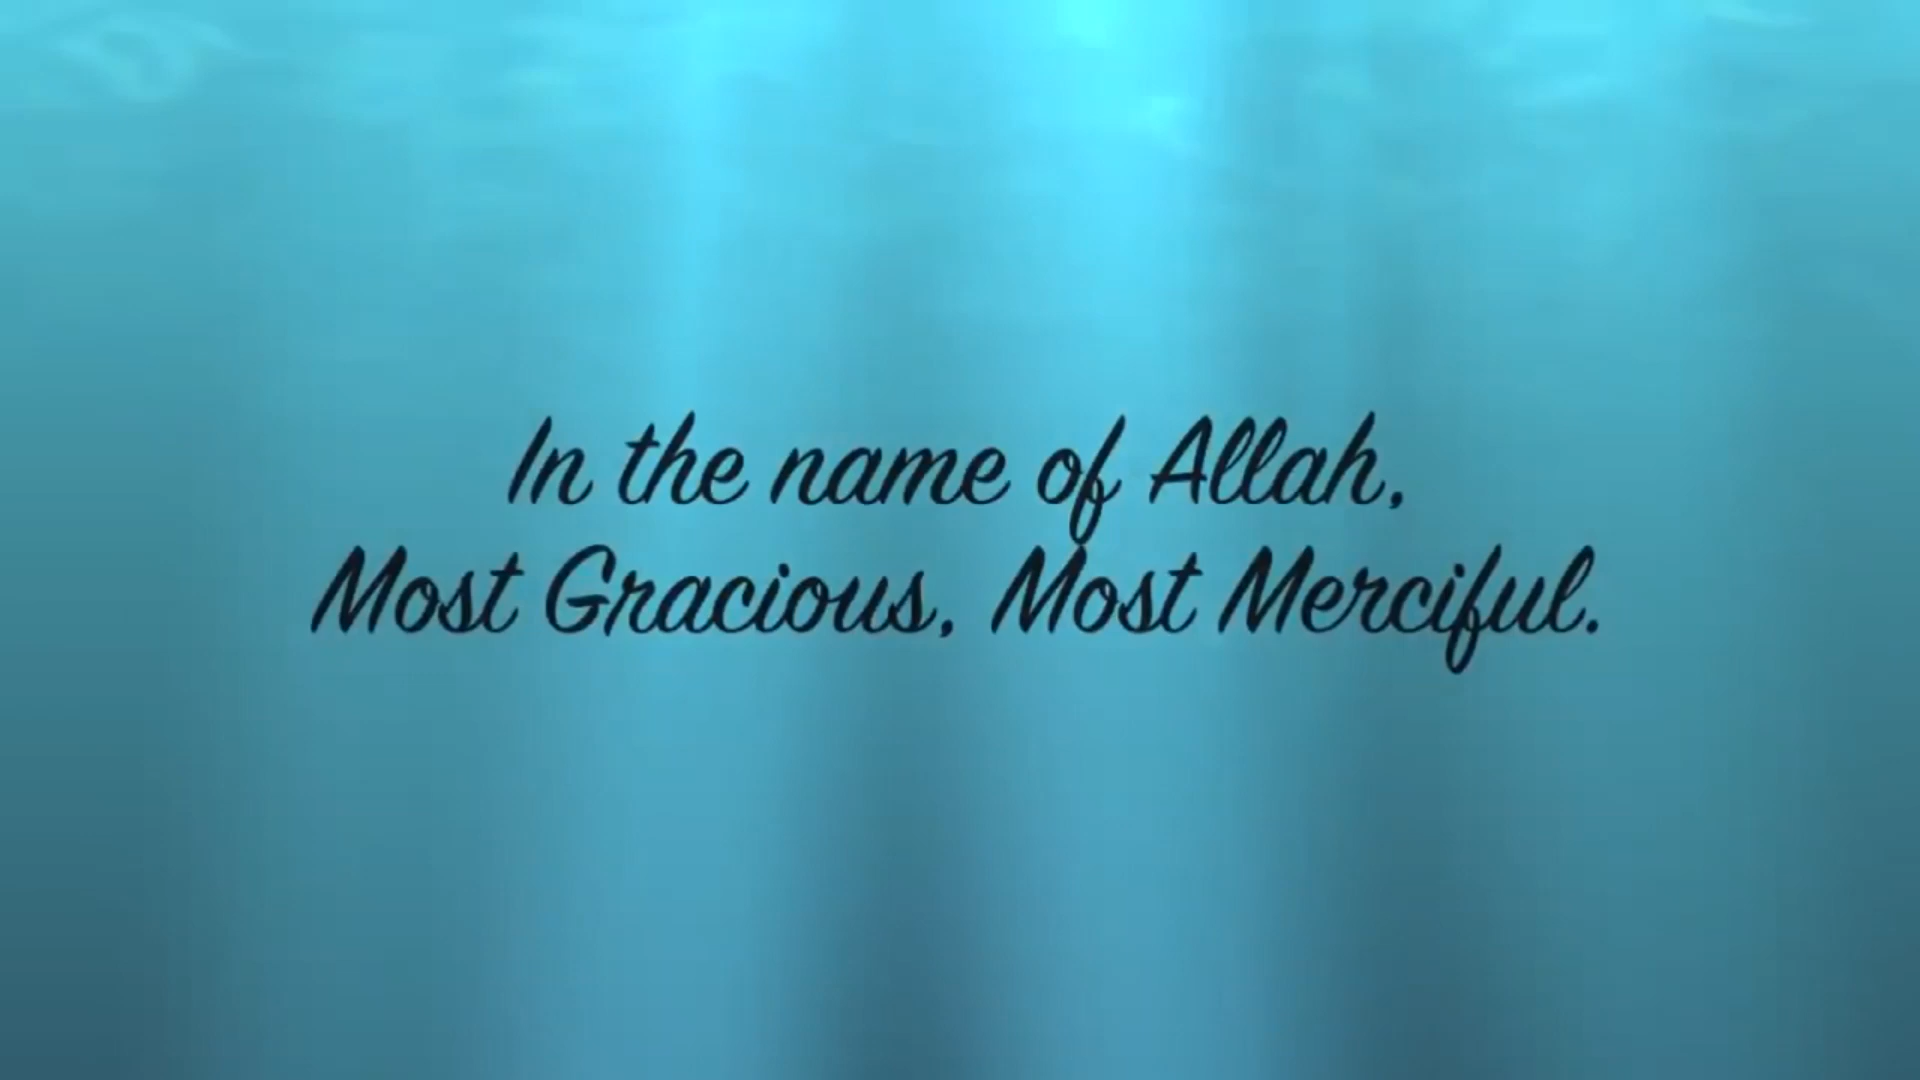 In the name of Allah,
Most Gracious, Most Merciful.